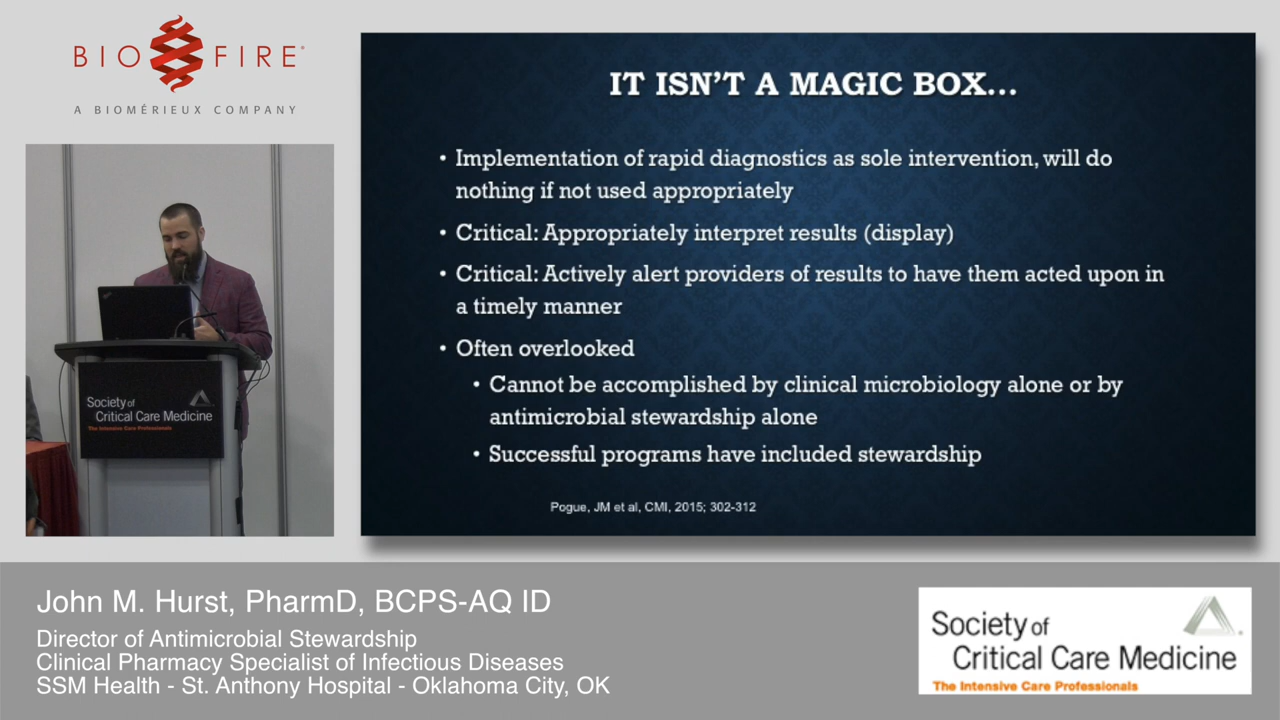 BIO FIRE
A BIOMÉRIEUX COMPANY
IT ISN'T A MAGIC BOX...
• Implementation of rapid diagnostics as sole intervention, will do
nothing if not used appropriately
• Critical: Appropriately interpret results (display)
• Critical: Actively alert providers of results to have them acted upon in
a timely manner
• Often overlooked
• Cannot be accomplished by clinical microbiology alone or by
antimicrobial stewardship alone
• Successful programs have included stewardship
Pogue, JM et al, CMI, 2015; 302-312
Society of
Critical Care Medicine
The Intensive Care Professionals
John M. Hurst, PharmD, BCPS-AQ ID
Director of Antimicrobial Stewardship
Clinical Pharmacy Specialist of Infectious Diseases
SSM Health - St. Anthony Hospital - Oklahoma City, OK
Society of
Critical Care Medicine
The Intensive Care Professionals